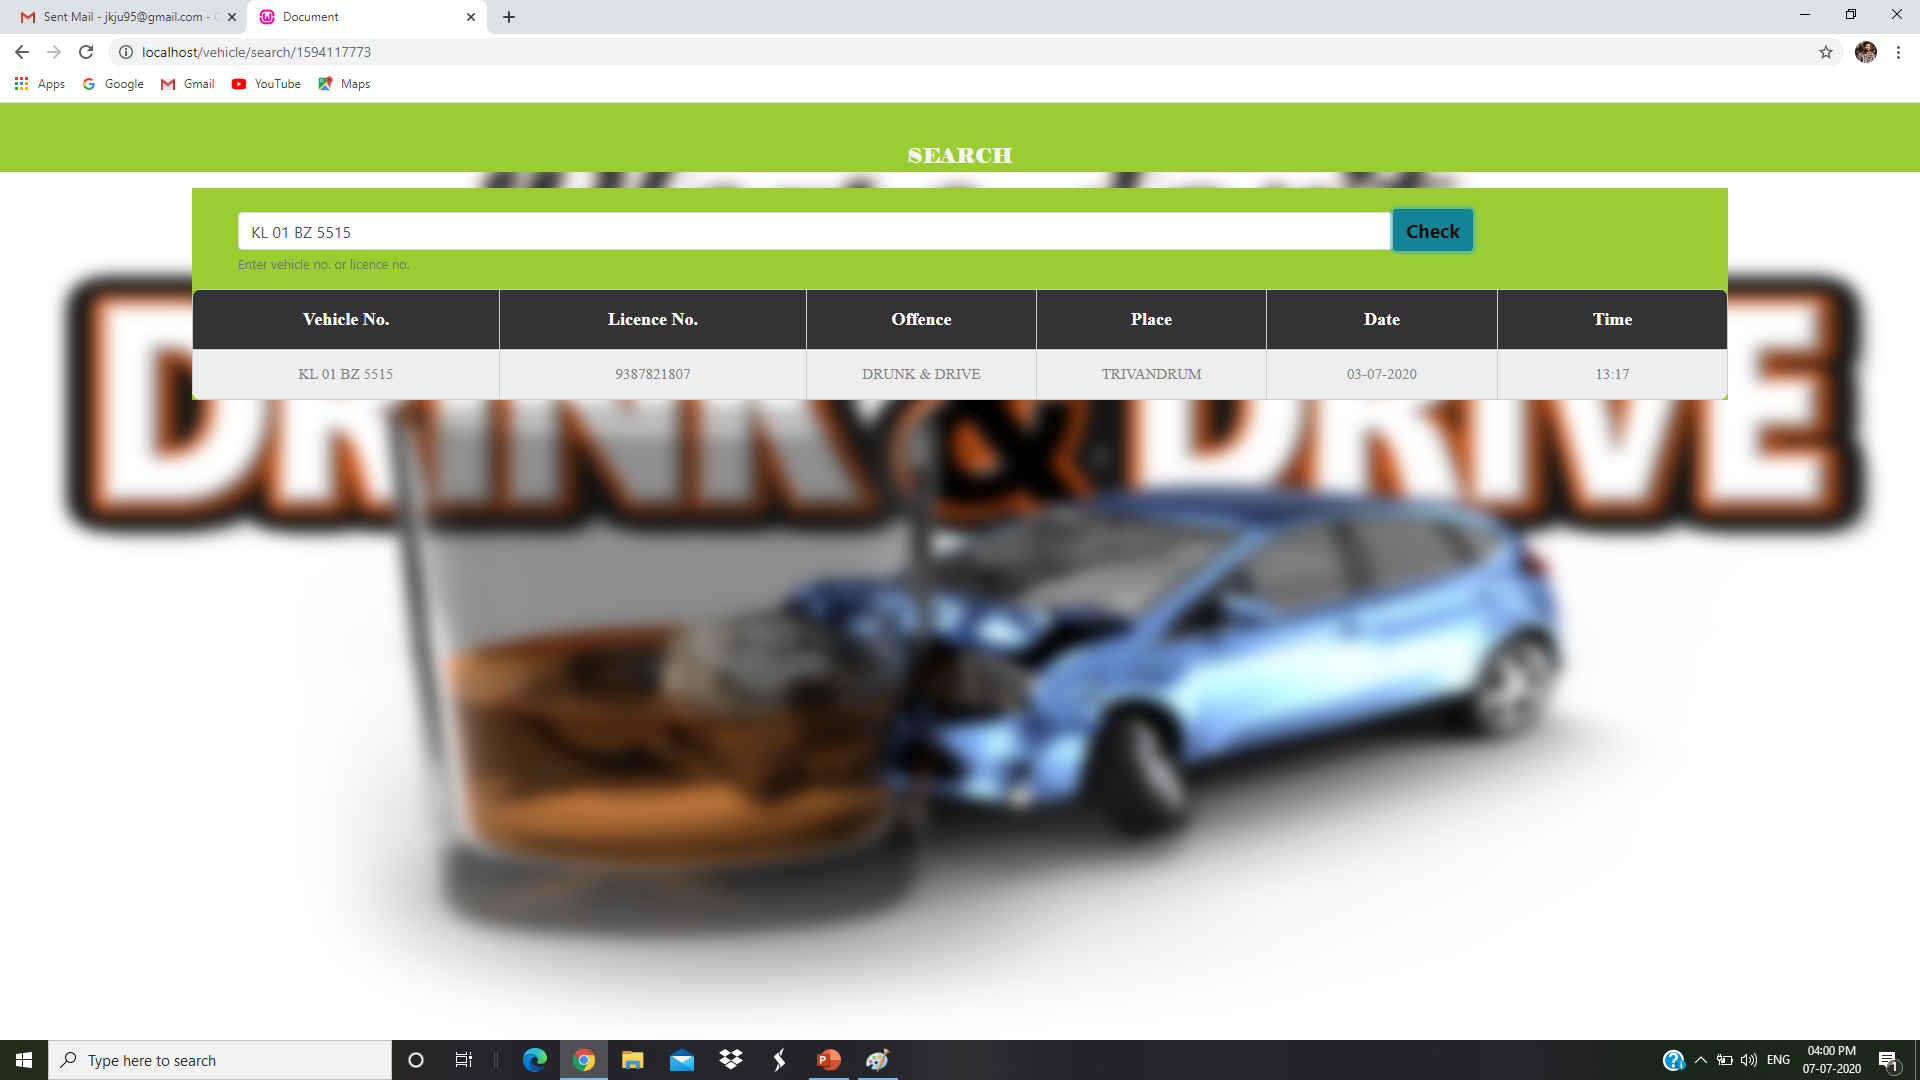 Sent Mail - jkju95@gmail.com -
Document
localhost/vehicle/search/1594117773
Apps
Google
Gmail
YouTube
Maps
SEARCH
KL 01 BZ 5515
Check
Enter vehicle no. or licence no.
Vehicle No. Licence No. Offence Place Date Time
KL 01 BZ 5515 9387821807 DRUNK & DRIVE TRIVANDRUM 03-07-2020 13:17
DRINK & DRIVE
Type here to search
ENG
04:00 PM
07-07-2020
1